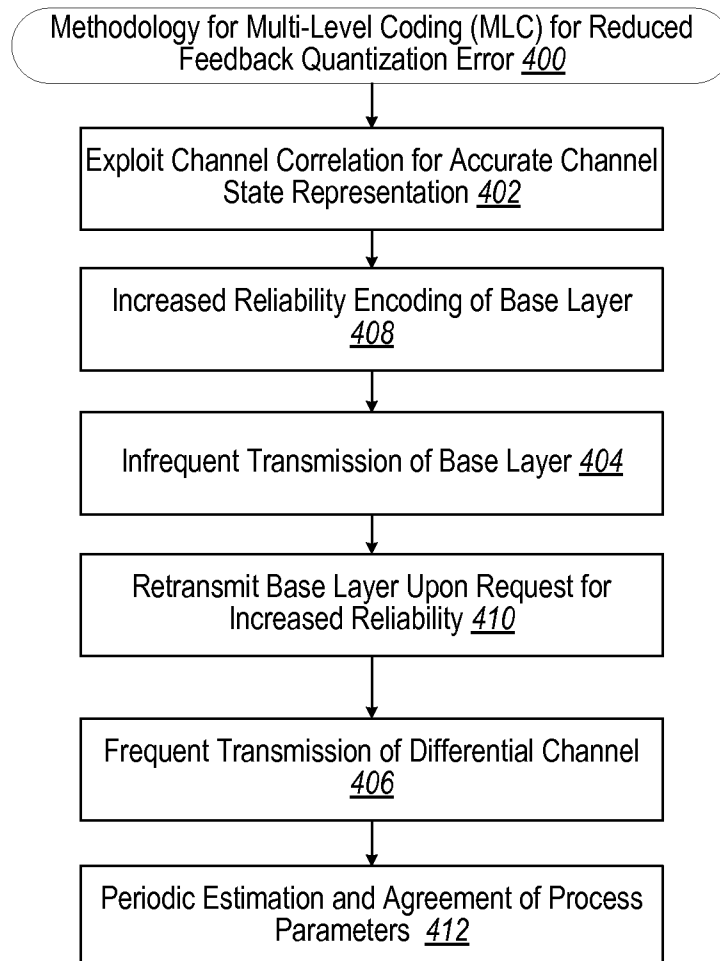 Methodology for Multi-Level Coding (MLC) for Reduced
Feedback Quantization Error 400
Exploit Channel Correlation for Accurate Channel
State Representation 402
Increased Reliability Encoding of Base Layer
408
Infrequent Transmission of Base Layer 404
Retransmit Base Layer Upon Request for
Increased Reliability 410
Frequent Transmission of Differential Channel
406
Periodic Estimation and Agreement of Process
Parameters 412